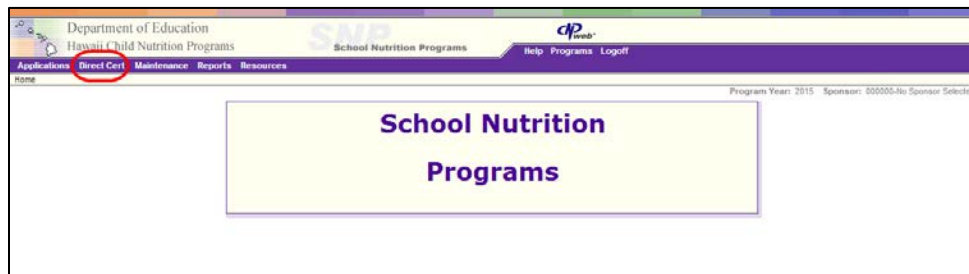 Department of Education
Hawaii Child Nutrition Programs
SNP
School Nutrition Programs
CNPweb
Help Programs Logoff
Applications Direct Cert Maintenance Reports Resources
Home
Program Year: 2015 Sponsor: 000000-No Sponsor Selecte
School Nutrition
Programs